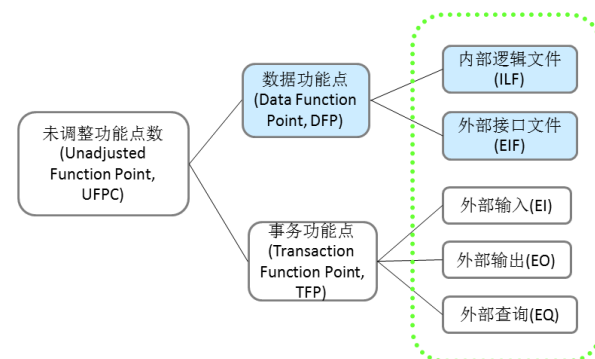 未调整功能点数
(Unadjusted
Function Point,
UFPC)
数据功能点
(Data Function
Point, DFP)
事务功能点
(Transaction
Function Point,
TFP)
内部逻辑文件
(ILF)
外部接口文件
(EIF)
外部输入(EI)
外部输出(EO)
外部查询(EQ)